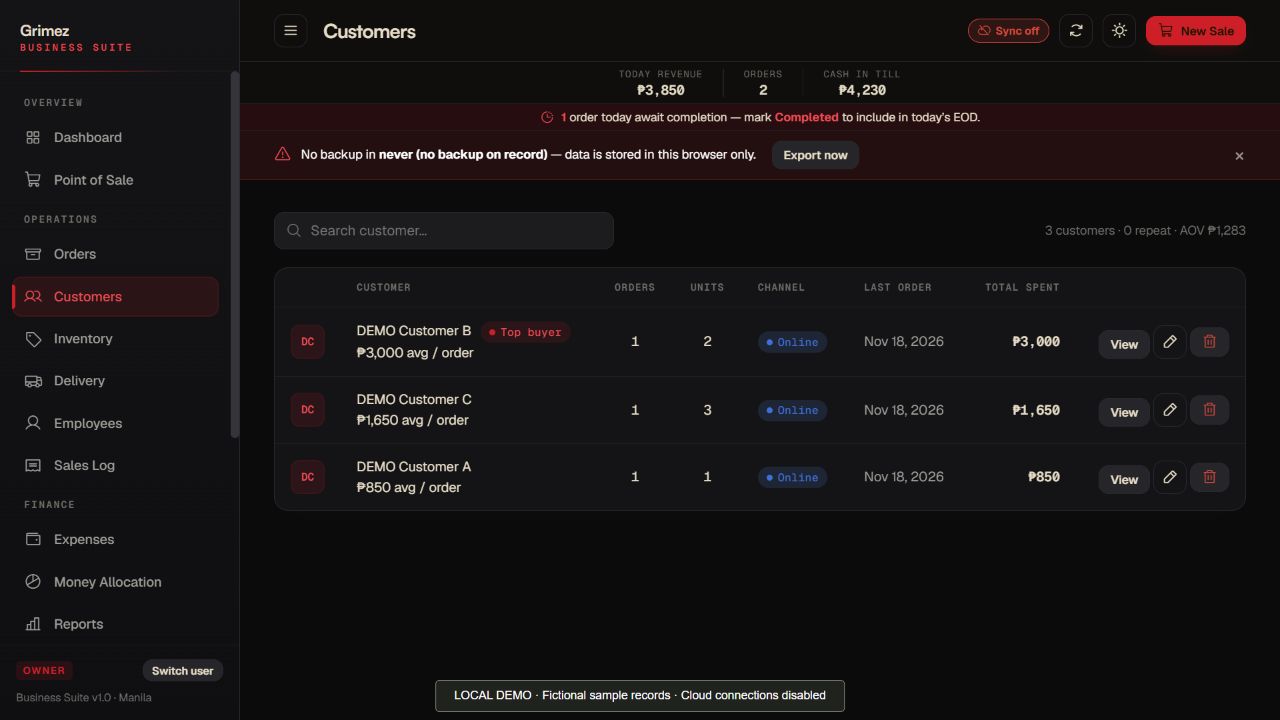 Grimez
BUSINESS SUITE
OVERVIEW
Dashboard
Point of Sale
OPERATIONS
Orders
Customers
Inventory
Delivery
Employees
Sales Log
FINANCE
Expenses
Money Allocation
Reports
OWNER
Switch user
Business Suite v1.0 · Manila
Customers
Sync off
New Sale
TODAY REVENUE
₱3,850
ORDERS
2
CASH IN TILL
₱4,230
1 order today await completion — mark Completed to include in today's EOD.
No backup in never (no backup on record) — data is stored in this browser only.
Export now
Search customer...
3 customers · 0 repeat · AOV ₱1,283
CUSTOMER ORDERS UNITS CHANNEL LAST ORDER TOTAL SPENT
DC DEMO Customer B Top buyer 1 2 Online Nov 18, 2026 ₱3,000 View
₱3,000 avg / order
DC DEMO Customer C 1 3 Online Nov 18, 2026 ₱1,650 View
₱1,650 avg / order
DC DEMO Customer A 1 1 Online Nov 18, 2026 ₱850 View
₱850 avg / order
LOCAL DEMO · Fictional sample records · Cloud connections disabled